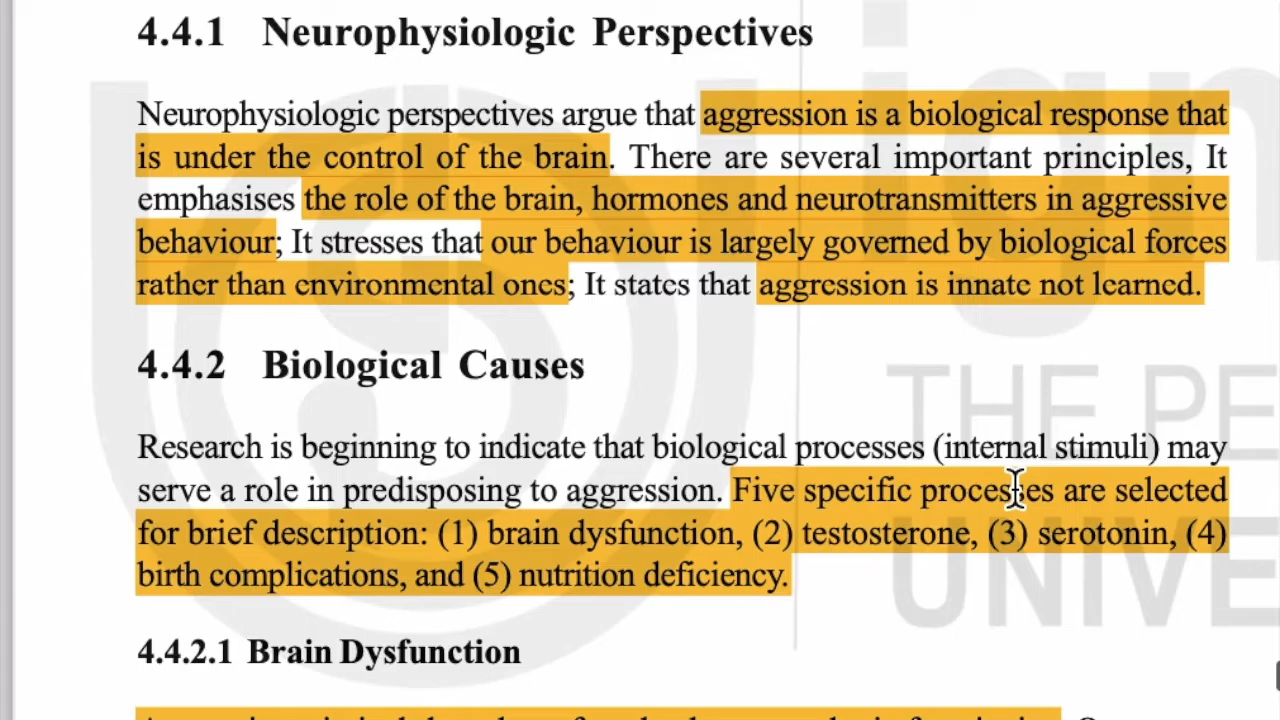 4.4.1 Neurophysiologic Perspectives
Neurophysiologic perspectives argue that aggression is a biological response that
is under the control of the brain. There are several important principles, It
emphasises the role of the brain, hormones and neurotransmitters in aggressive
behaviour; It stresses that our behaviour is largely governed by biological forces
rather than environmental ones; It states that aggression is innate not learned.
4.4.2 Biological Causes
Research is beginning to indicate that biological processes (internal stimuli) may
serve a role in predisposing to aggression. Five specific processes are selected
for brief description: (1) brain dysfunction, (2) testosterone, (3) serotonin, (4)
birth complications, and (5) nutrition deficiency.
4.4.2.1 Brain Dysfunction
ign
THE PE
UNIVE